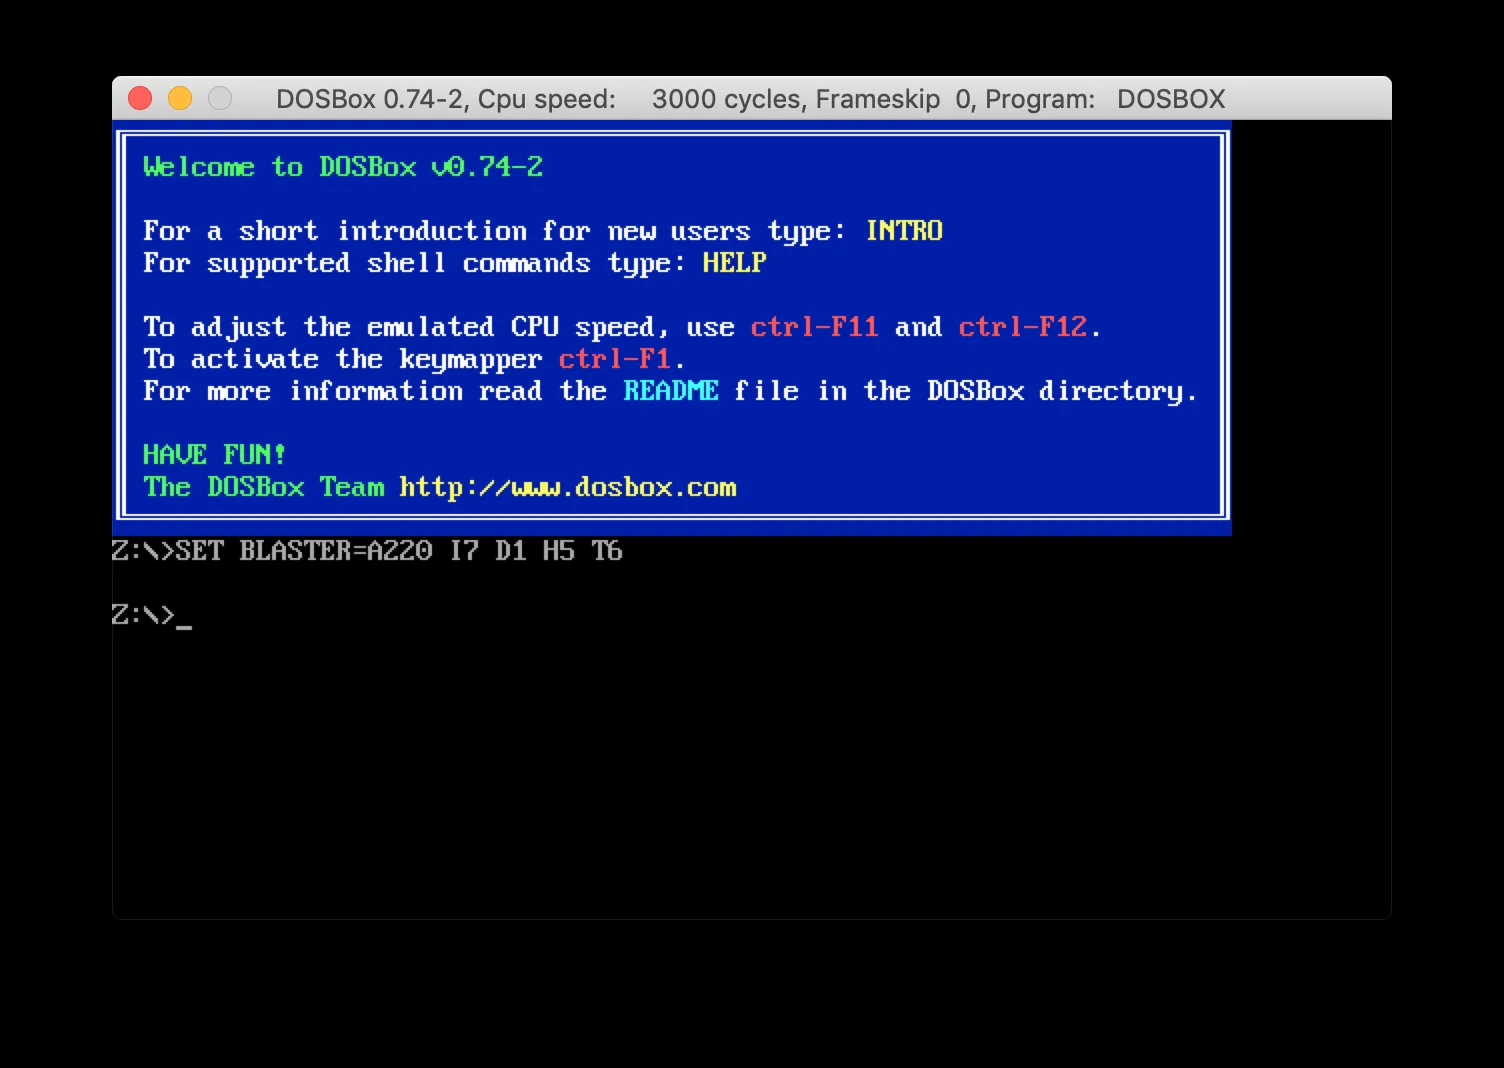 DOSBox 0.74-2, Cpu speed: 3000 cycles, Frameskip 0, Program: DOSBOX
Welcome to DOSBox v0.74-2
For a short introduction for new users type: INTRO
For supported shell commands type: HELP
To adjust the emulated CPU speed, use ctrl-F11 and ctrl-F12.
To activate the keymapper ctrl-F1.
For more information read the README file in the DOSBox directory.
HAVE FUN!
The DOSBox Team http://www.dosbox.com
Z:\>SET BLASTER=A220 I7 D1 H5 T6
Z:\>_